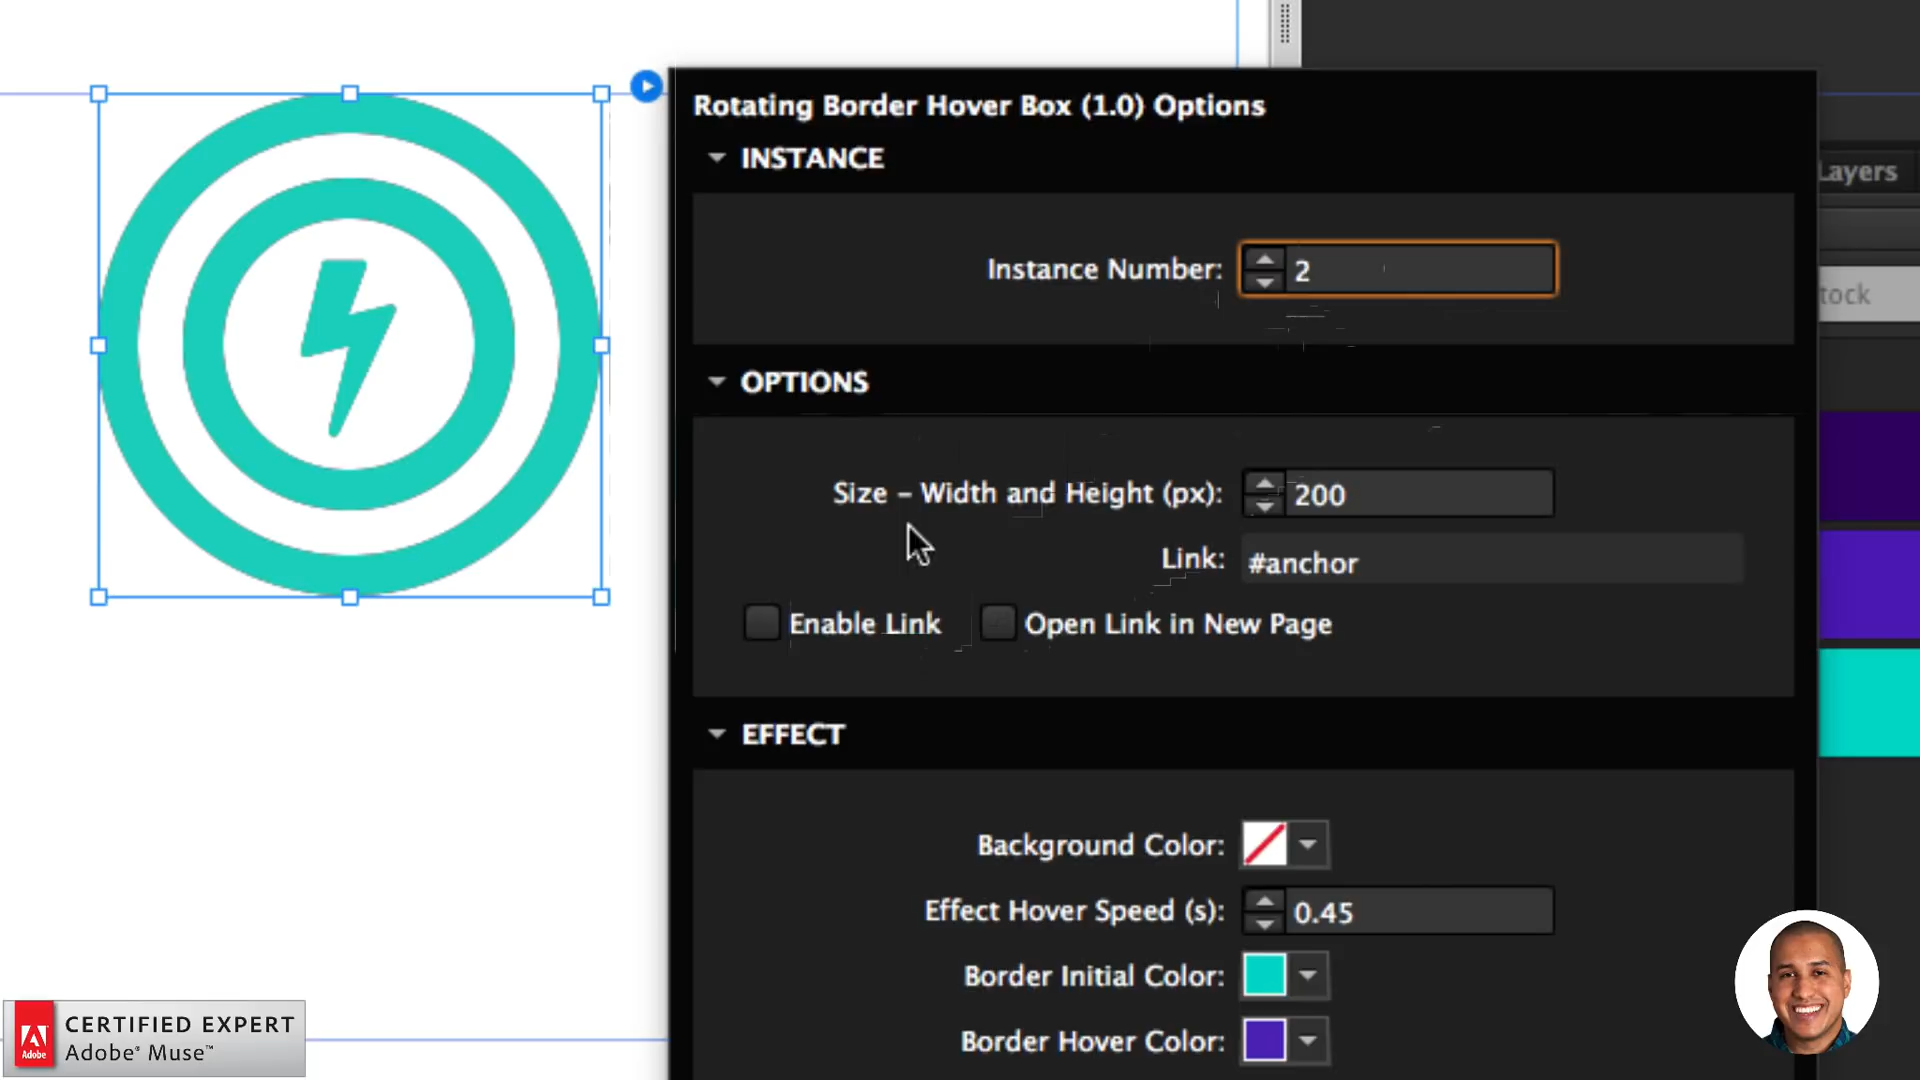 Rotating Border Hover Box (1.0) Options
INSTANCE
Layers
Instance Number: 2
tock
OPTIONS
Size – Width and Height (px): 200
Link: #anchor
Enable Link Open Link in New Page
EFFECT
Background Color:
Effect Hover Speed (s): 0.45
Border Initial Color:
Border Hover Color:
CERTIFIED EXPERT
Adobe® Muse™
Adobe